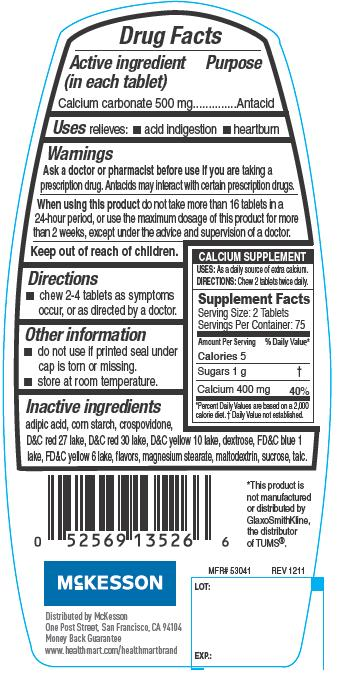 Drug Facts
Active ingredient Purpose
(in each tablet)
Calcium carbonate 500 mg..............Antacid
Uses relieves: ▪ acid indigestion ▪ heartburn
Warnings
Ask a doctor or pharmacist before use if you are taking a
prescription drug. Antacids may interact with certain prescription drugs.
When using this product do not take more than 16 tablets in a
24-hour period, or use the maximum dosage of this product for more
than 2 weeks, except under the advice and supervision of a doctor.
Keep out of reach of children.
Directions
▪ chew 2-4 tablets as symptoms
occur, or as directed by a doctor.
Other information
▪ do not use if printed seal under
cap is torn or missing.
▪ store at room temperature.
CALCIUM SUPPLEMENT
USES: As a daily source of extra calcium.
DIRECTIONS: Chew 2 tablets twice daily.
Supplement Facts
Serving Size: 2 Tablets
Servings Per Container: 75
Amount Per Serving % Daily Value*
Calories 5
Sugars 1 g †
Calcium 400 mg 40%
*Percent Daily Values are based on a 2,000
calorie diet. † Daily Value not established.
Inactive ingredients
adipic acid, corn starch, crospovidone,
D&C red 27 lake, D&C red 30 lake, D&C yellow 10 lake, dextrose, FD&C blue 1
lake, FD&C yellow 6 lake, flavors, magnesium stearate, maltodextrin, sucrose, talc.
0 52569 13526 6
*This product is
not manufactured
or distributed by
GlaxoSmithKline,
the distributor
of TUMS®.
MCKESSON
Distributed by McKesson
One Post Street, San Francisco, CA 94104
Money Back Guarantee
www.healthmart.com/healthmartbrand
MFR# 53041 REV 1211
LOT:
EXP.: